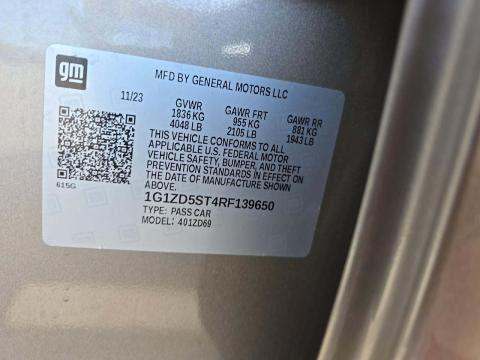 gm
MFD BY GENERAL MOTORS LLC
11/23
GVWR GAWR FRT GAWR RR
1836 KG 955 KG 881 KG
4048 LB 2105 LB 1943 LB
THIS VEHICLE CONFORMS TO ALL
APPLICABLE U.S. FEDERAL MOTOR
VEHICLE SAFETY, BUMPER, AND THEFT
PREVENTION STANDARDS IN EFFECT ON
THE DATE OF MANUFACTURE SHOWN
ABOVE.
615G
1G1ZD5ST4RF139650
TYPE: PASS CAR
MODEL: 401ZD69